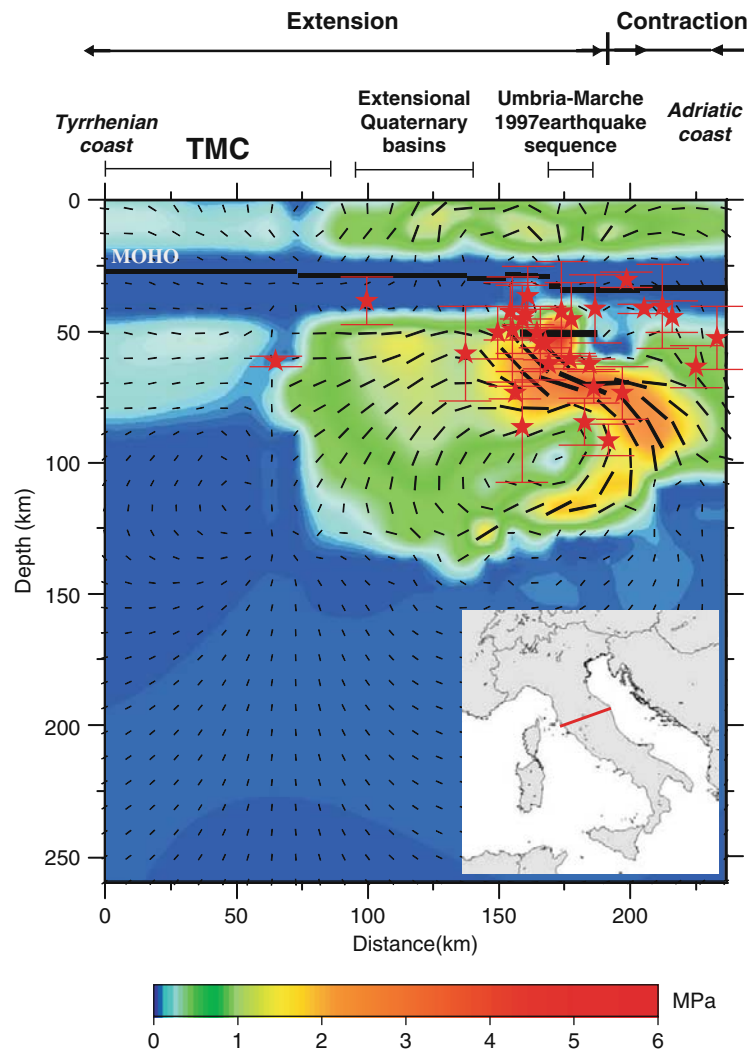 Extension
Contraction
Tyrrhenian
coast
TMC
Extensional
Quaternary
basins
Umbria-Marche
1997earthquake
sequence
Adriatic
coast
0
MOHO
50
100
150
200
250
Depth (km)
0
50
100
150
200
Distance(km)
MPa
0
1
2
3
4
5
6